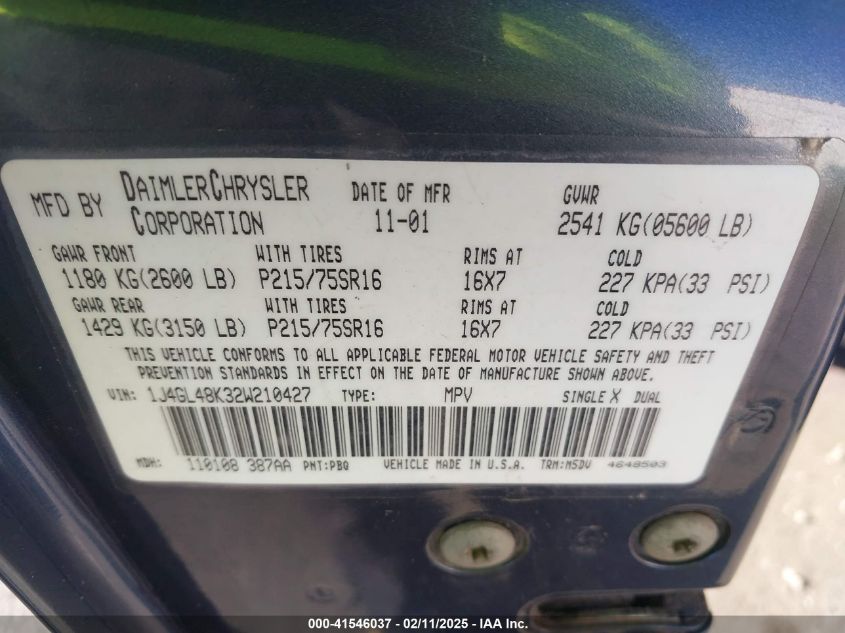 MFD BY DAIMLERCHRYSLER CORPORATION DATE OF MFR 11-01 GVWR 2541 KG(05600 LB)
GAWR FRONT WITH TIRES RIMS AT COLD
1180 KG(2600 LB) P215/75SR16 16X7 227 KPA(33 PSI)
GAWR REAR WITH TIRES RIMS AT COLD
1429 KG(3150 LB) P215/75SR16 16X7 227 KPA(33 PSI)
THIS VEHICLE CONFORMS TO ALL APPLICABLE FEDERAL MOTOR VEHICLE SAFETY AND THEFT
PREVENTION STANDARDS IN EFFECT ON THE DATE OF MANUFACTURE SHOWN ABOVE.
VIN: 1J4GL48K32W210427 TYPE: MPV SINGLE X DUAL
MDH: 110108 387AA PNT:PBQ VEHICLE MADE IN U.S.A. TRM:NSDV 4648503
000-41546037 - 02/11/2025 - IAA Inc.